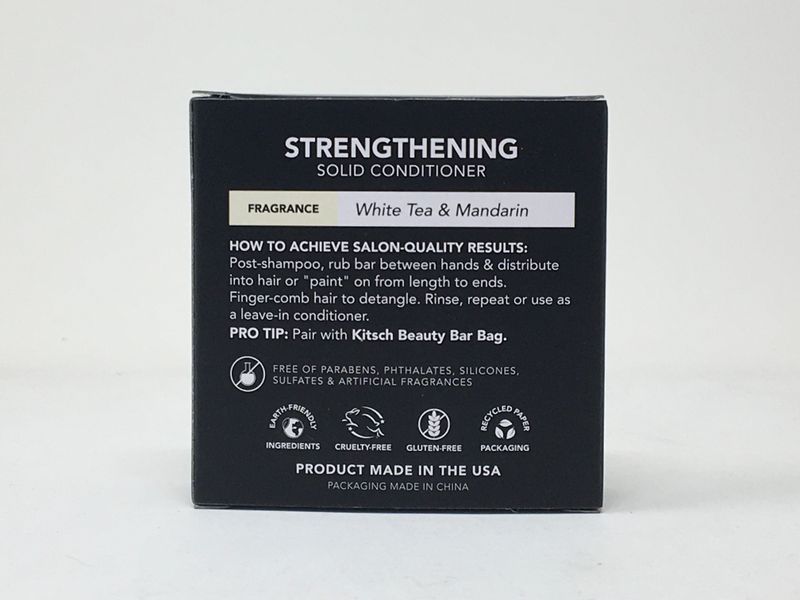 STRENGTHENING
SOLID CONDITIONER
FRAGRANCE White Tea & Mandarin
HOW TO ACHIEVE SALON-QUALITY RESULTS:
Post-shampoo, rub bar between hands & distribute
into hair or "paint" on from length to ends.
Finger-comb hair to detangle. Rinse, repeat or use as
a leave-in conditioner.
PRO TIP: Pair with Kitsch Beauty Bar Bag.
FREE OF PARABENS, PHTHALATES, SILICONES,
SULFATES & ARTIFICIAL FRAGRANCES
EARTH-FRIENDLY
INGREDIENTS
CRUELTY-FREE
GLUTEN-FREE
RECYCLED PAPER
PACKAGING
PRODUCT MADE IN THE USA
PACKAGING MADE IN CHINA